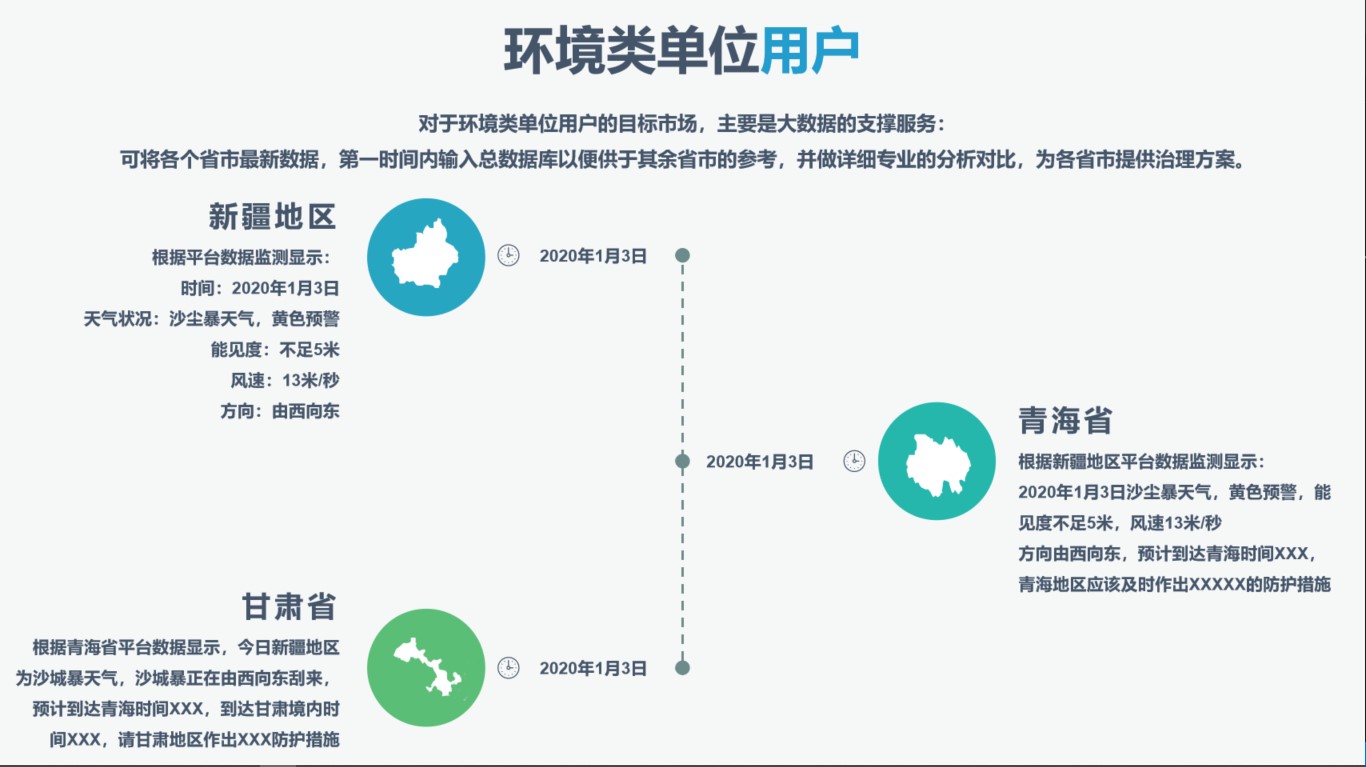 环境类单位用户
对于环境类单位用户的目标市场，主要是大数据的支撑服务：
可将各个省市最新数据，第一时间内输入总数据库以便供于其余省市的参考，并做详细专业的分析对比，为各省市提供治理方案。
新疆地区
根据平台数据监测显示：
时间：2020年1月3日
天气状况：沙尘暴天气，黄色预警
能见度：不足5米
风速：13米/秒
方向：由西向东
2020年1月3日
2020年1月3日
青海省
根据新疆地区平台数据监测显示：
2020年1月3日沙尘暴天气，黄色预警，能
见度不足5米，风速13米/秒
方向由西向东，预计到达青海时间XXX，
青海地区应该及时作出XXXXX的防护措施
甘肃省
根据青海省平台数据显示，今日新疆地区
为沙城暴天气，沙城暴正在由西向东刮来，
预计到达青海时间XXX，到达甘肃境内时
间XXX，请甘肃地区作出XXX防护措施
2020年1月3日